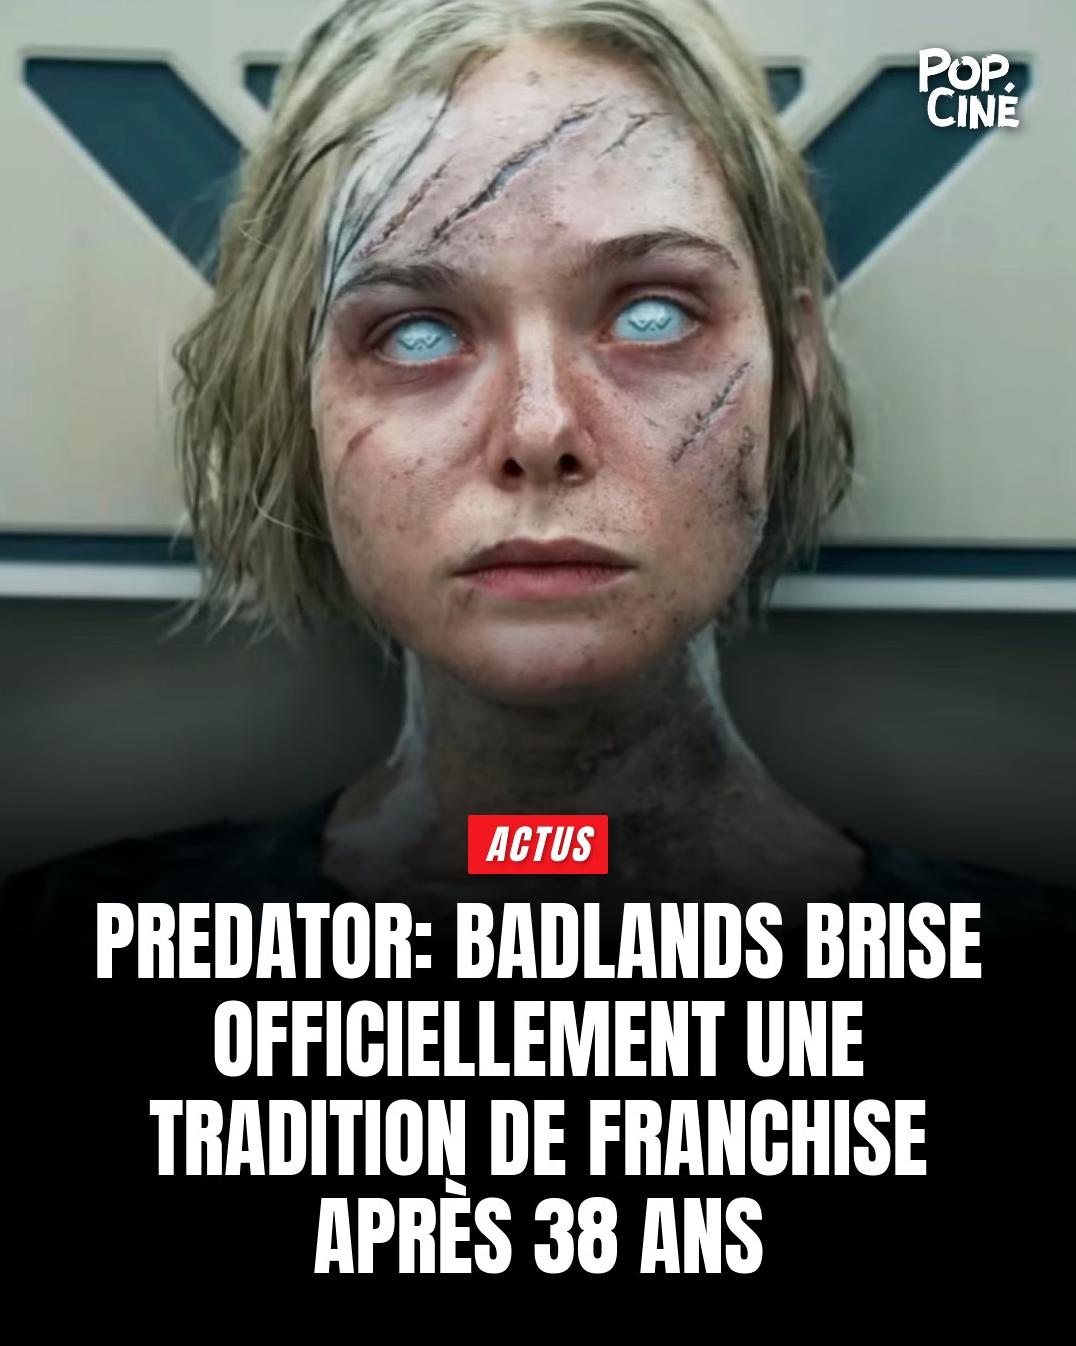 POP.
CINÉ
ACTUS
PREDATOR: BADLANDS BRISE
OFFICIELLEMENT UNE
TRADITION DE FRANCHISE
APRÈS 38 ANS